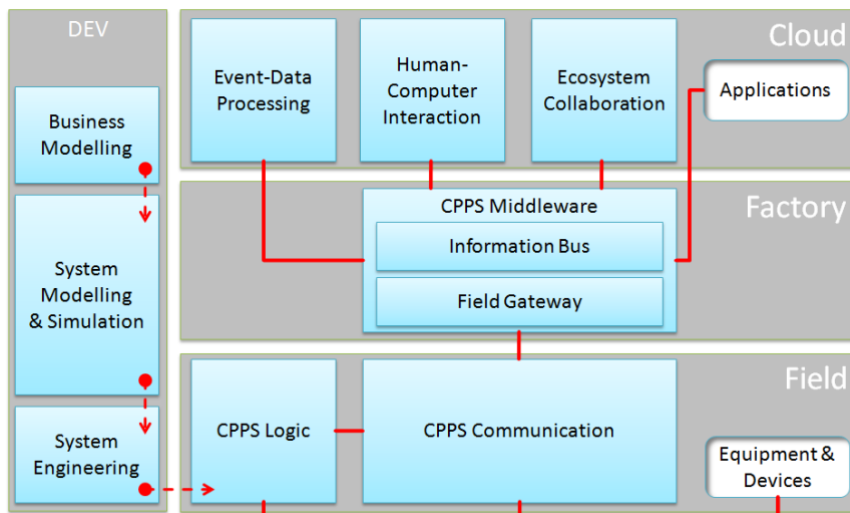 DEV
Business
Modelling
System
Modelling
& Simulation
System
Engineering
Cloud
Event-Data
Processing
Human-
Computer
Interaction
Ecosystem
Collaboration
Applications
Factory
CPPS Middleware
Information Bus
Field Gateway
Field
CPPS Logic
CPPS Communication
Equipment &
Devices